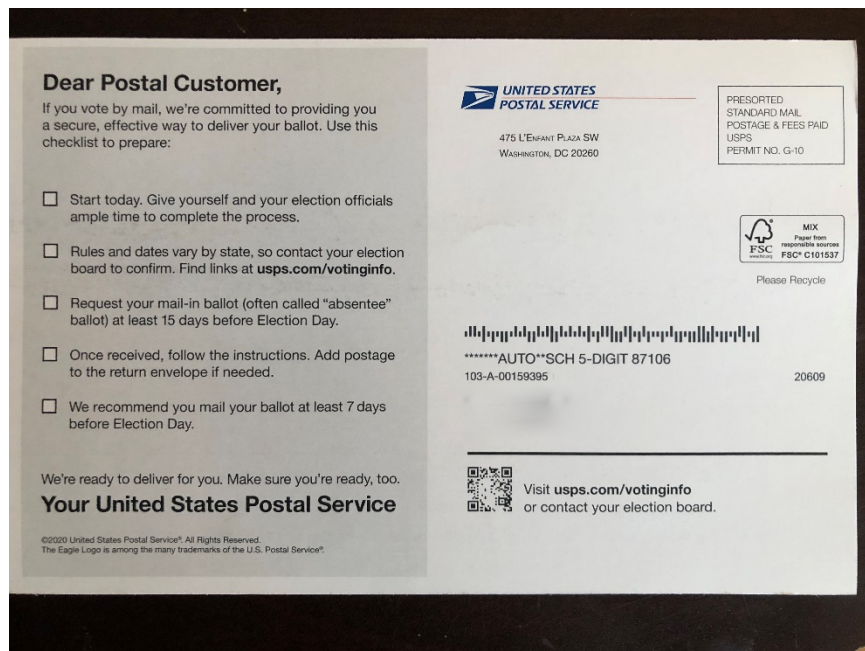 Dear Postal Customer,
If you vote by mail, we're committed to providing you
a secure, effective way to deliver your ballot. Use this
checklist to prepare:
Start today. Give yourself and your election officials
ample time to complete the process.
Rules and dates vary by state, so contact your election
board to confirm. Find links at usps.com/votinginfo.
Request your mail-in ballot (often called "absentee"
ballot) at least 15 days before Election Day.
Once received, follow the instructions. Add postage
to the return envelope if needed.
We recommend you mail your ballot at least 7 days
before Election Day.
We're ready to deliver for you. Make sure you're ready, too.
Your United States Postal Service
©2020 United States Postal Service®. All Rights Reserved.
The Eagle Logo is among the many trademarks of the U.S. Postal Service®.
UNITED STATES
POSTAL SERVICE
475 L'ENFANT PLAZA SW
WASHINGTON, DC 20260
PRESORTED
STANDARD MAIL
POSTAGE & FEES PAID
USPS
PERMIT NO. G-10
FSC
www.fsc.org
MIX
Paper from
responsible sources
FSC® C101537
Please Recycle
*******AUTO**SCH 5-DIGIT 87106
103-A-00159395 20609
Visit usps.com/votinginfo
or contact your election board.